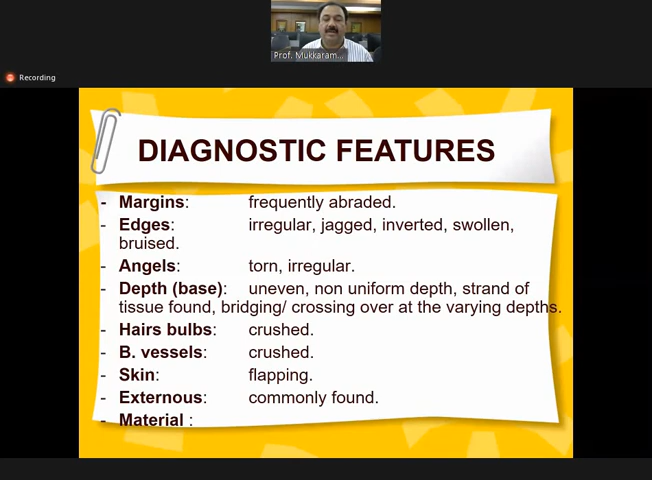 Prof. Mukkaram...
Recording
DIAGNOSTIC FEATURES
- Margins: frequently abraded.
- Edges: irregular, jagged, inverted, swollen,
bruised.
- Angels: torn, irregular.
- Depth (base): uneven, non uniform depth, strand of
tissue found, bridging/ crossing over at the varying depths.
- Hairs bulbs: crushed.
- B. vessels: crushed.
- Skin: flapping.
- Externous: commonly found.
- Material :